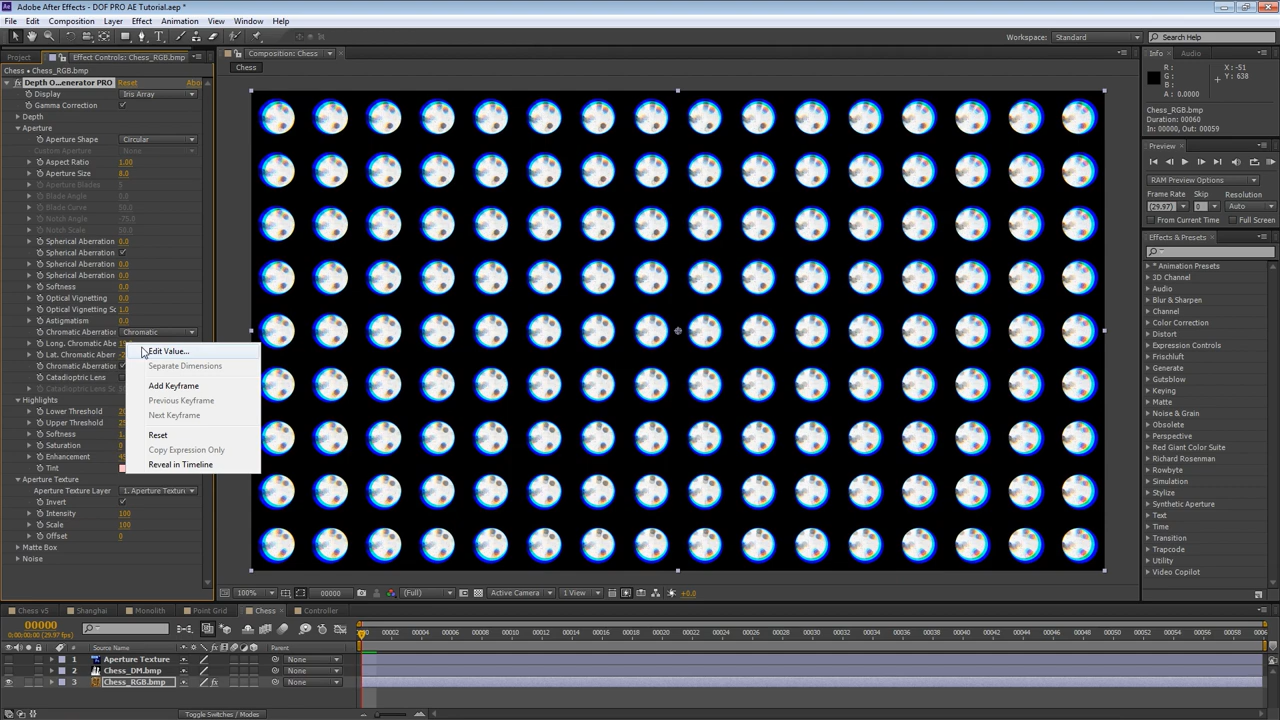 Adobe After Effects - DOF PRO AE Tutorial.aep *
File Edit Composition Layer Effect Animation View Window Help
Workspace: Standard Search Help
Project Effect Controls: Chess_RGB.bmp
Composition: Chess
Info Audio
Chess • Chess_RGB.bmp
Chess
Depth O...enerator PRO Reset Abo
Display Iris Array
Gamma Correction
Depth
Aperture
Aperture Shape Circular
Custom Aperture None
Aspect Ratio 1.00
Aperture Size 8.0
Aperture Blades 5
Blade Angle 0.0
Blade Curve 50.0
Notch Angle -75.0
Notch Scale 50.0
Spherical Aberration 0.0
Spherical Aberration
Spherical Aberration 0.0
Spherical Aberration 0.0
Softness 0.0
Optical Vignetting 0.0
Optical Vignetting Sc 1.0
Astigmatism 0.0
Chromatic Aberration Chromatic
Long. Chromatic Abe
Lat. Chromatic Aberr
Chromatic Aberration
Catadioptric Lens
Highlights
Lower Threshold
Upper Threshold
Softness
Saturation
Enhancement
Tint
Edit Value...
Separate Dimensions
Add Keyframe
Previous Keyframe
Next Keyframe
Reset
Copy Expression Only
Reveal in Timeline
Aperture Texture
Aperture Texture Layer 1. Aperture Textun
Invert
Intensity 100
Scale 100
Offset 0
Matte Box
Noise
R:
G:
B:
A: 0.0000
X: -51
Y: 638
Chess_RGB.bmp
Duration: 00060
In: 00000, Out: 00059
Preview
RAM Preview Options
Frame Rate Skip Resolution
(29.97) 0 Auto
From Current Time Full Screen
Effects & Presets
* Animation Presets
3D Channel
Audio
Blur & Sharpen
Channel
Color Correction
Distort
Expression Controls
Frischluft
Generate
Gutsblow
Keying
Matte
Noise & Grain
Obsolete
Perspective
Red Giant Color Suite
Richard Rosenman
Rowbyte
Simulation
Stylize
Synthetic Aperture
Text
Time
Transition
Trapcode
Utility
Video Copilot
100% 00000 (Full) Active Camera 1 View +0.0
Chess v5 Shanghai Monolith Point Grid Chess Controller
00000
0:00:00:00 (29.97 fps)
00002 00004 00006 00008 00010 00012 00014 00016 00018 00020 00022 00024 00026 00028 00030 00032 00034 00036 00038 00040 00042 00044 00046 00048 00050 00052 00054 00056 00058 0006
# Source Name Parent
1 Aperture Texture None
2 Chess_DM.bmp None
3 Chess_RGB.bmp fx None
Toggle Switches / Modes